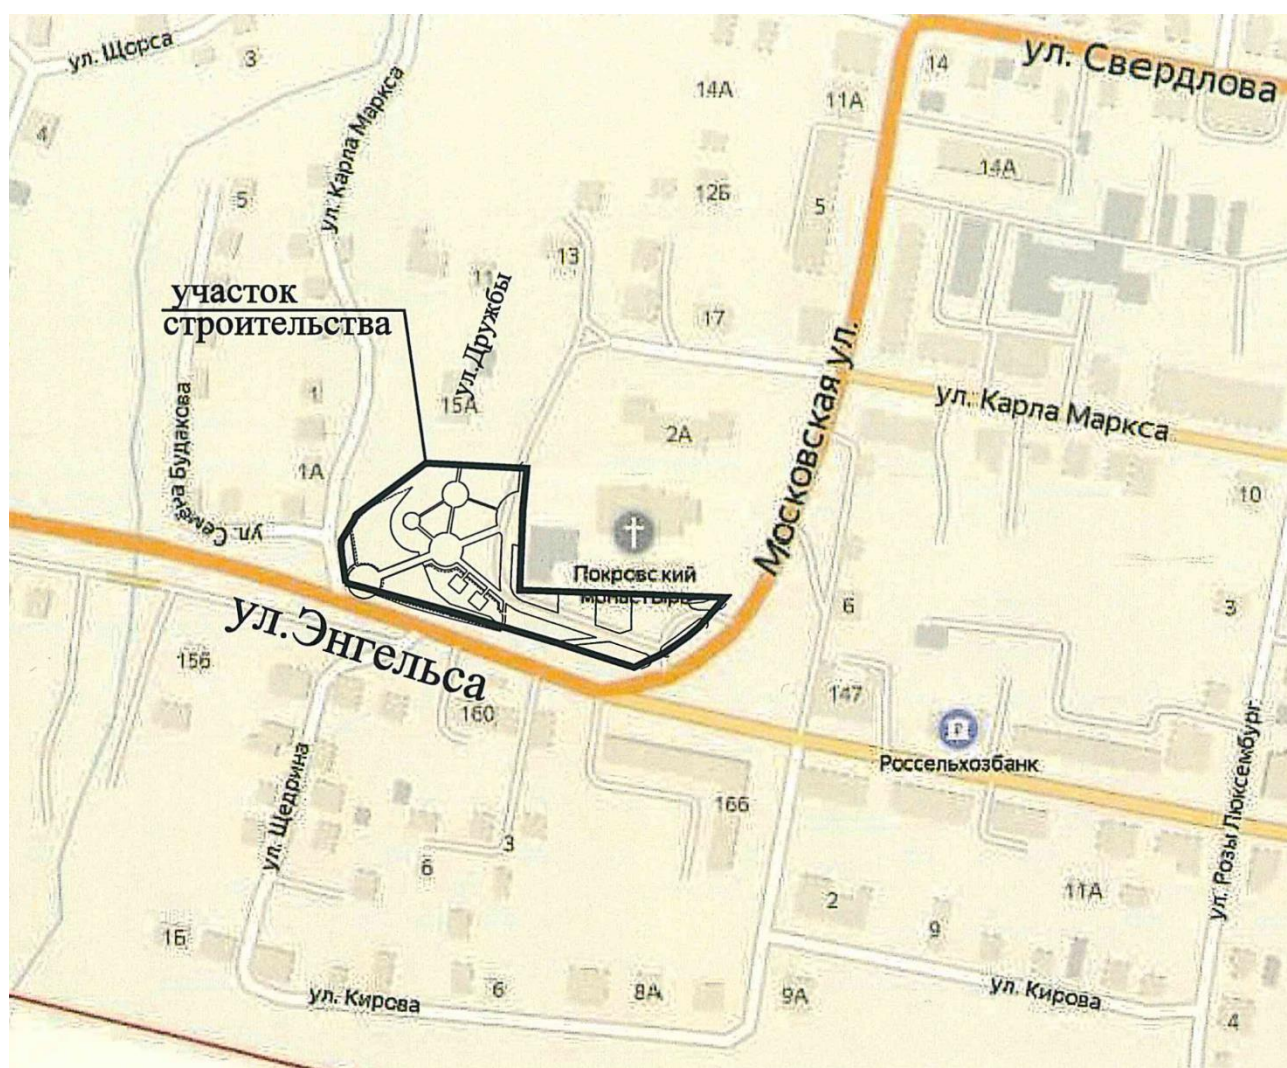 ул. Щорса
3
4
ул. Карла Маркса
14А
11А
14
ул. Свердлова
14А
5
12Б
5
13
11
ул.Дружбы
17
участок
строительства
Московская ул.
ул. Карла Маркса
1
15А
2А
1А
ул. Семёна Будакова
10
Покровский
монастырь
6
3
ул.Энгельса
156
160
147
Россельхозбанк
ул. Щедрина
166
3
6
ул. Розы Люксембург
2
11А
9
1Б
ул. Кирова
6
8А
9А
ул. Кирова
4